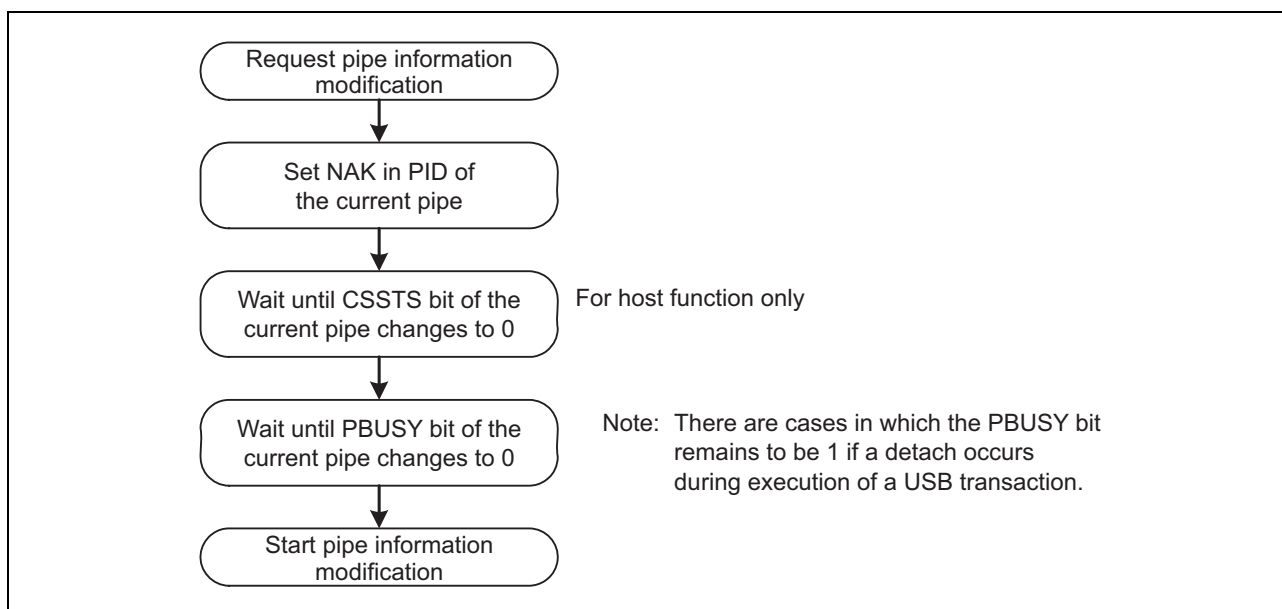 Request pipe information
modification
Set NAK in PID of
the current pipe
Wait until CSSTS bit of the
current pipe changes to 0
For host function only
Wait until PBUSY bit of the
current pipe changes to 0
Note: There are cases in which the PBUSY bit
remains to be 1 if a detach occurs
during execution of a USB transaction.
Start pipe information
modification